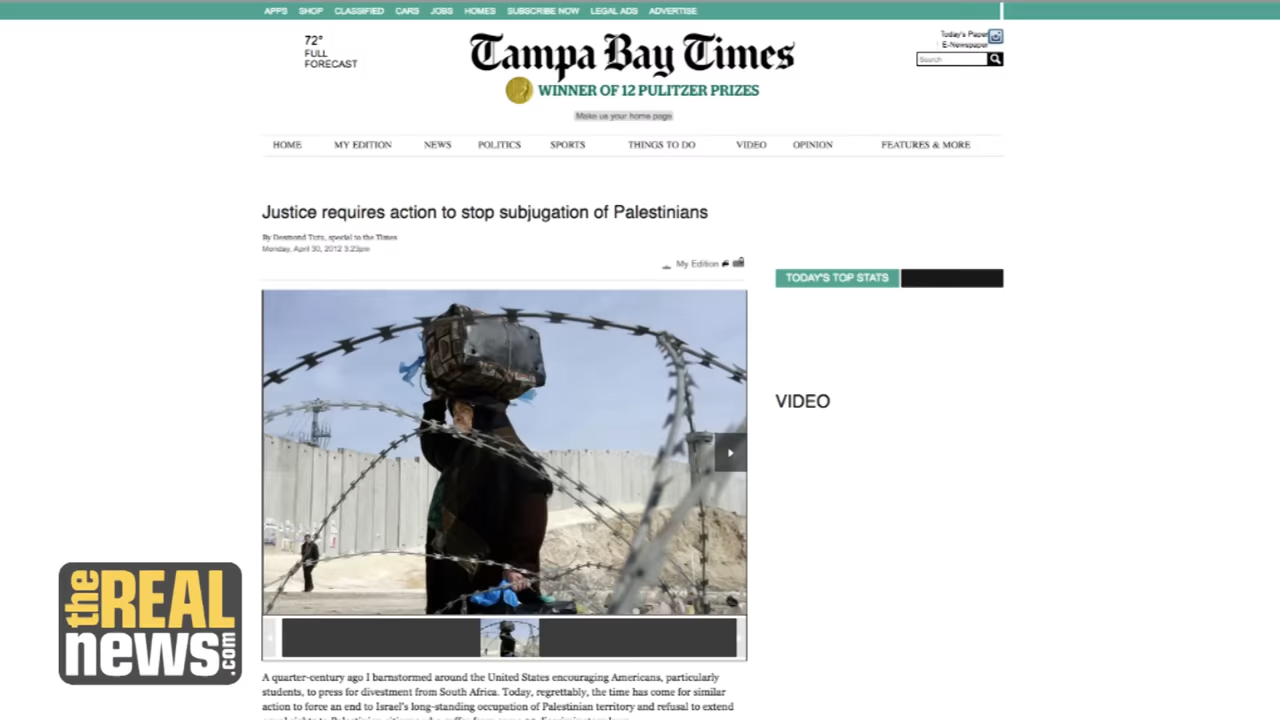 APPS SHOP CLASSIFIED CARS JOBS HOMES SUBSCRIBE NOW LEGAL ADS ADVERTISE
72°
FULL
FORECAST
Tampa Bay Times
WINNER OF 12 PULITZER PRIZES
Make us your home page
Today's Paper
E-Newspaper
Search
HOME MY EDITION NEWS POLITICS SPORTS THINGS TO DO VIDEO OPINION FEATURES & MORE
Justice requires action to stop subjugation of Palestinians
By Desmond Tutu, special to the Times
Monday, April 30, 2012 3:23pm
My Edition
TODAY'S TOP STATS
VIDEO
the REAL
news.com
A quarter-century ago I barnstormed around the United States encouraging Americans, particularly
students, to press for divestment from South Africa. Today, regrettably, the time has come for similar
action to force an end to Israel's long-standing occupation of Palestinian territory and refusal to extend